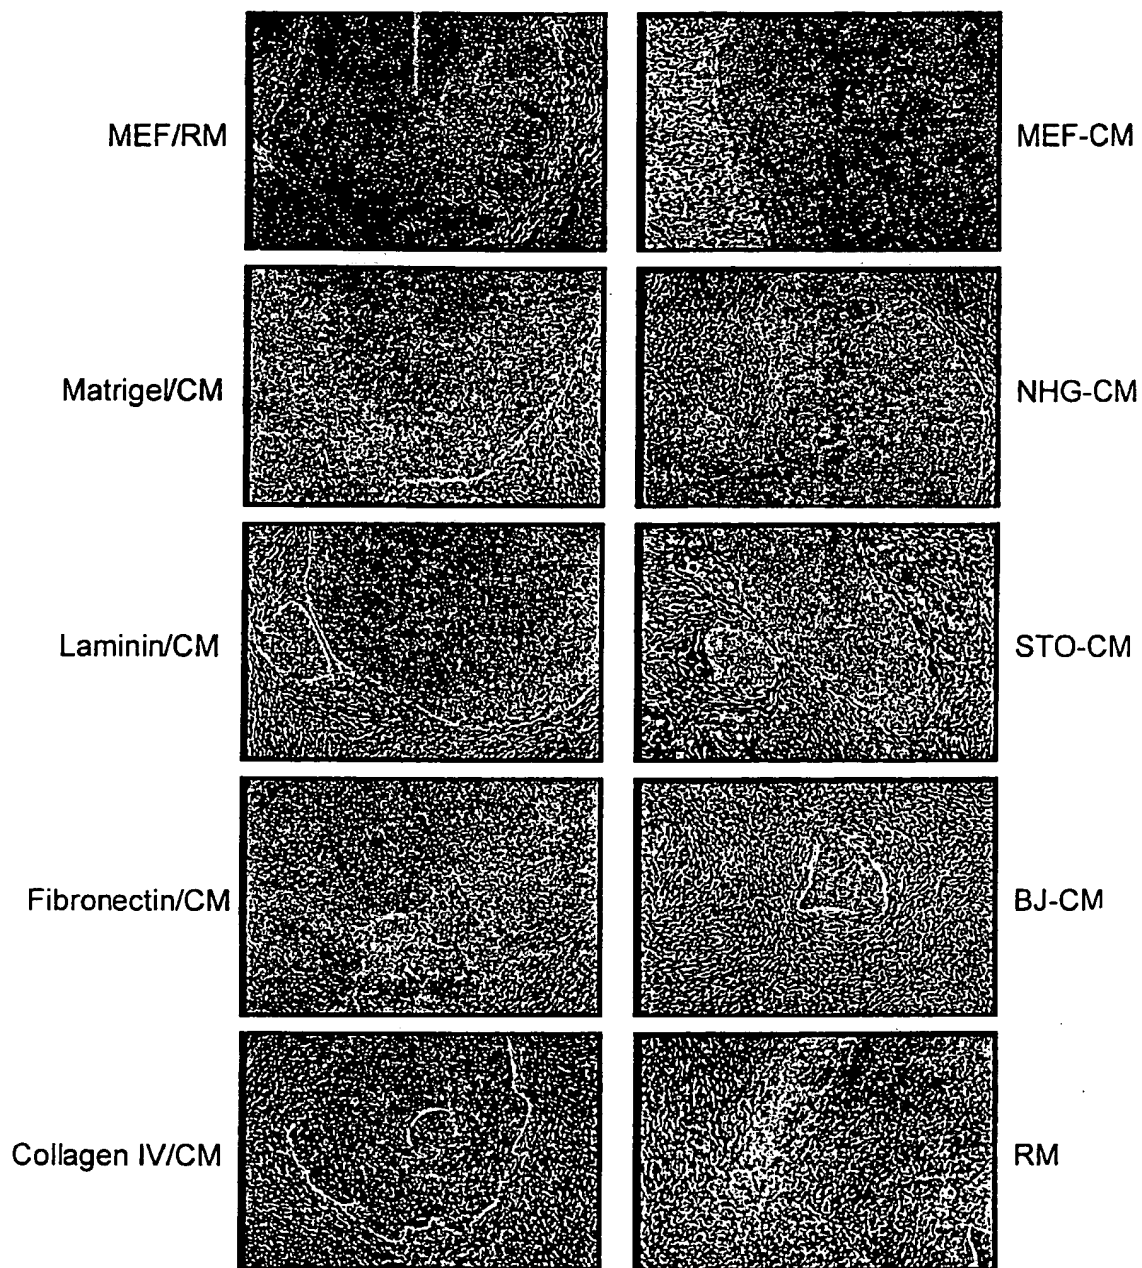 MEF/RM
MEF-CM
Matrigel/CM
NHG-CM
Laminin/CM
STO-CM
Fibronectin/CM
BJ-CM
Collagen IV/CM
RM